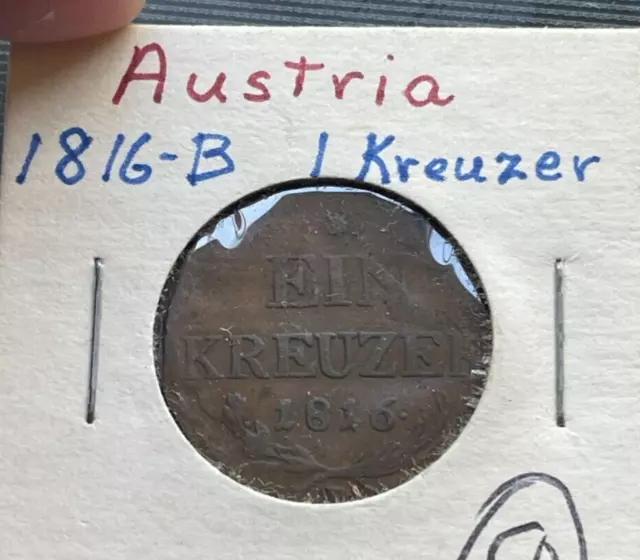 Austria
1816-B 1 Kreuzer
EIN
KREUZER
1816.